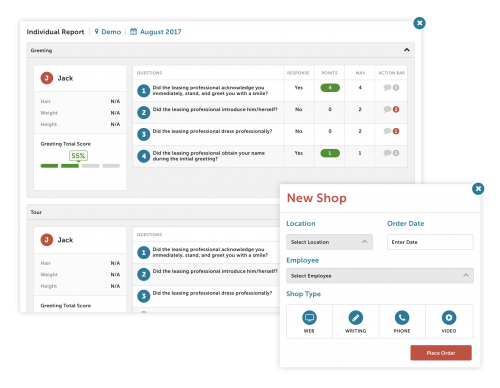 Individual Report | Demo | August 2017
Greeting
J Jack
Hair N/A
Weight N/A
Height N/A
Greeting Total Score
55%
QUESTIONS RESPONSE POINTS MAX ACTION BAR
1 Did the leasing professional acknowledge you immediately, stand, and greet you with a smile? Yes 4 4 0
2 Did the leasing professional introduce him/herself? No 0 2 2
3 Did the leasing professional dress professionally? No 0 2 1
4 Did the leasing professional obtain your name during the initial greeting? Yes 1 1 0
Tour
J Jack
Hair N/A
Weight N/A
Height N/A
Greeting Total Score
QUESTIONS
1 Did the leasing professional acknowledge you immediately, stand, and greet you with a smile?
2 Did the leasing professional introduce him/herself?
3 Did the leasing professional dress professionally?
New Shop
Location Order Date
Select Location Enter Date
Employee
Select Employee
Shop Type
WEB WRITING PHONE VIDEO
Place Order